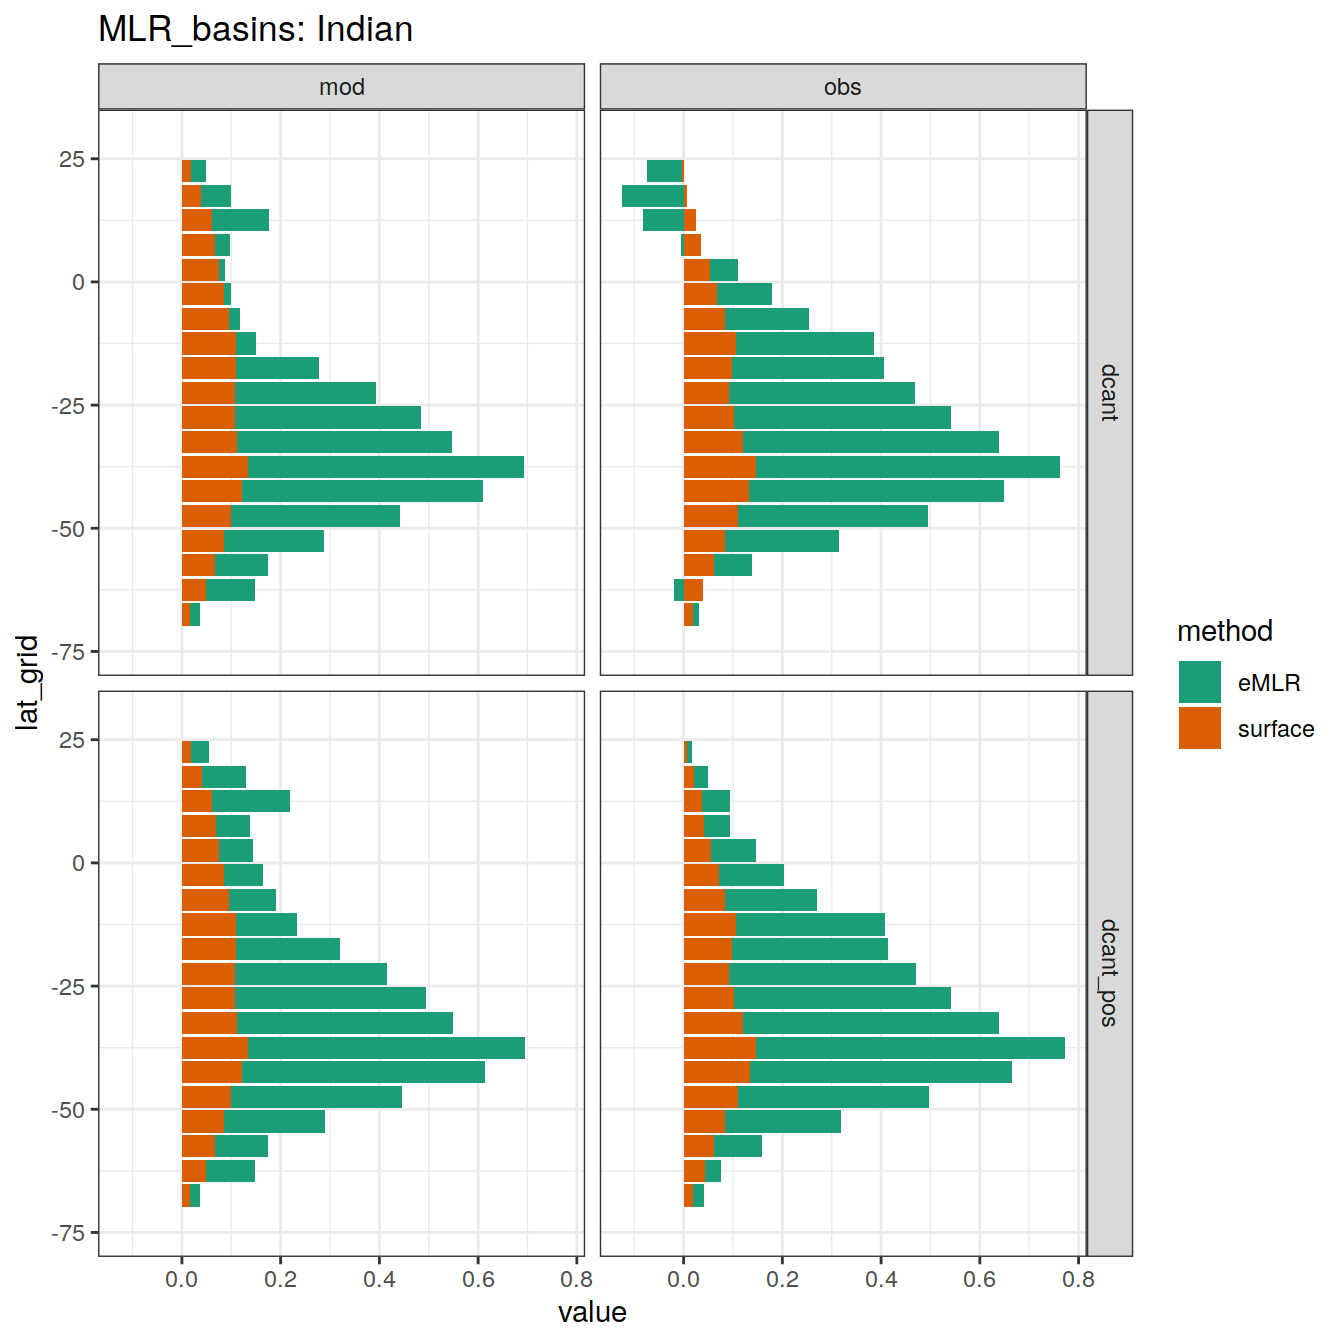 MLR_basins: Indian
mod
obs
25
0
-25
-50
-75
dcant
25
0
-25
-50
-75
dcant_pos
lat_grid
0.0 0.2 0.4 0.6 0.8
0.0 0.2 0.4 0.6 0.8
value
method
eMLR
surface